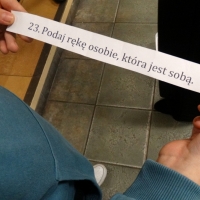 23. Podaj rękę osobie, która jest sobą.